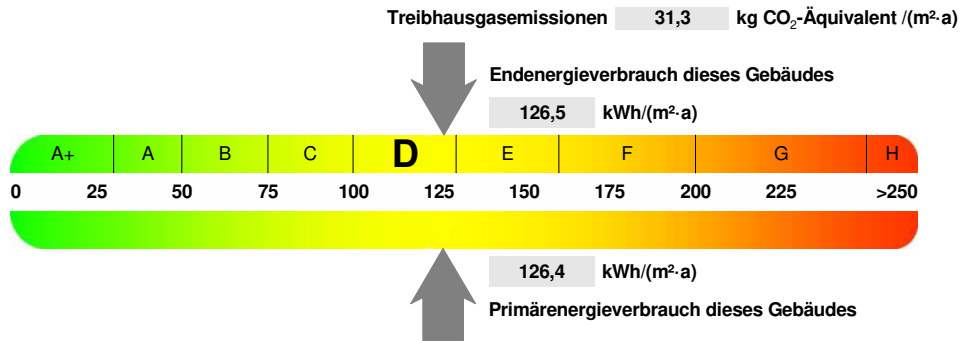 Treibhausgasemissionen 31,3 kg CO₂-Äquivalent /(m²·a)
Endenergieverbrauch dieses Gebäudes
126,5 kWh/(m²·a)
A+ A B C D E F G H
0 25 50 75 100 125 150 175 200 225 >250
126,4 kWh/(m²·a)
Primärenergieverbrauch dieses Gebäudes